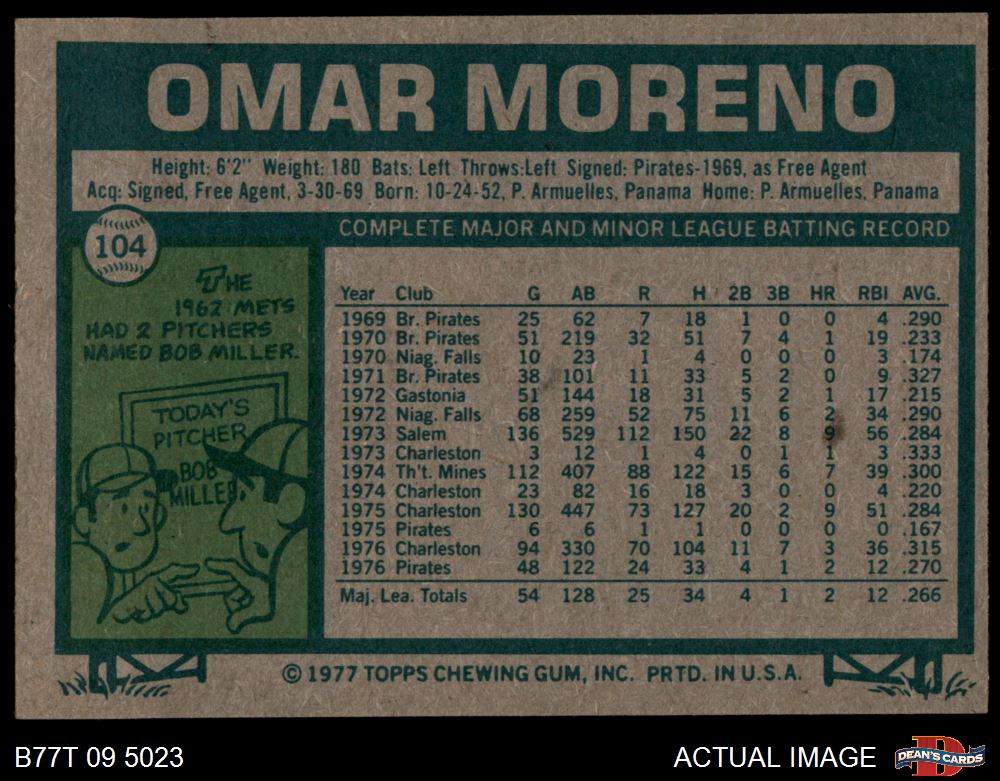 OMAR MORENO
Height: 6'2" Weight: 180 Bats: Left Throws:Left Signed: Pirates-1969, as Free Agent
Acq: Signed, Free Agent, 3-30-69 Born: 10-24-52, P. Armuelles, Panama Home: P. Armuelles, Panama
104
THE
1962 METS
HAD 2 PITCHERS
NAMED BOB MILLER.
TODAY'S
PITCHER
BOB
MILLER
COMPLETE MAJOR AND MINOR LEAGUE BATTING RECORD
Year Club G AB R H 2B 3B HR RBI AVG.
1969 Br. Pirates 25 62 7 18 1 0 0 4 .290
1970 Br. Pirates 51 219 32 51 7 4 1 19 .233
1970 Niag. Falls 10 23 1 4 0 0 0 3 .174
1971 Br. Pirates 38 101 11 33 5 2 0 9 .327
1972 Gastonia 51 144 18 31 5 2 1 17 .215
1972 Niag. Falls 68 259 52 75 11 6 2 34 .290
1973 Salem 136 529 112 150 22 8 9 56 .284
1973 Charleston 3 12 1 4 0 1 1 3 .333
1974 Th't. Mines 112 407 88 122 15 6 7 39 .300
1974 Charleston 23 82 16 18 3 0 0 4 .220
1975 Charleston 130 447 73 127 20 2 9 51 .284
1975 Pirates 6 6 1 1 0 0 0 0 .167
1976 Charleston 94 330 70 104 11 7 3 36 .315
1976 Pirates 48 122 24 33 4 1 2 12 .270
Maj. Lea. Totals 54 128 25 34 4 1 2 12 .266
© 1977 TOPPS CHEWING GUM, INC. PRTD. IN U.S.A.
B77T 09 5023
ACTUAL IMAGE
D
DEAN'S CARDS